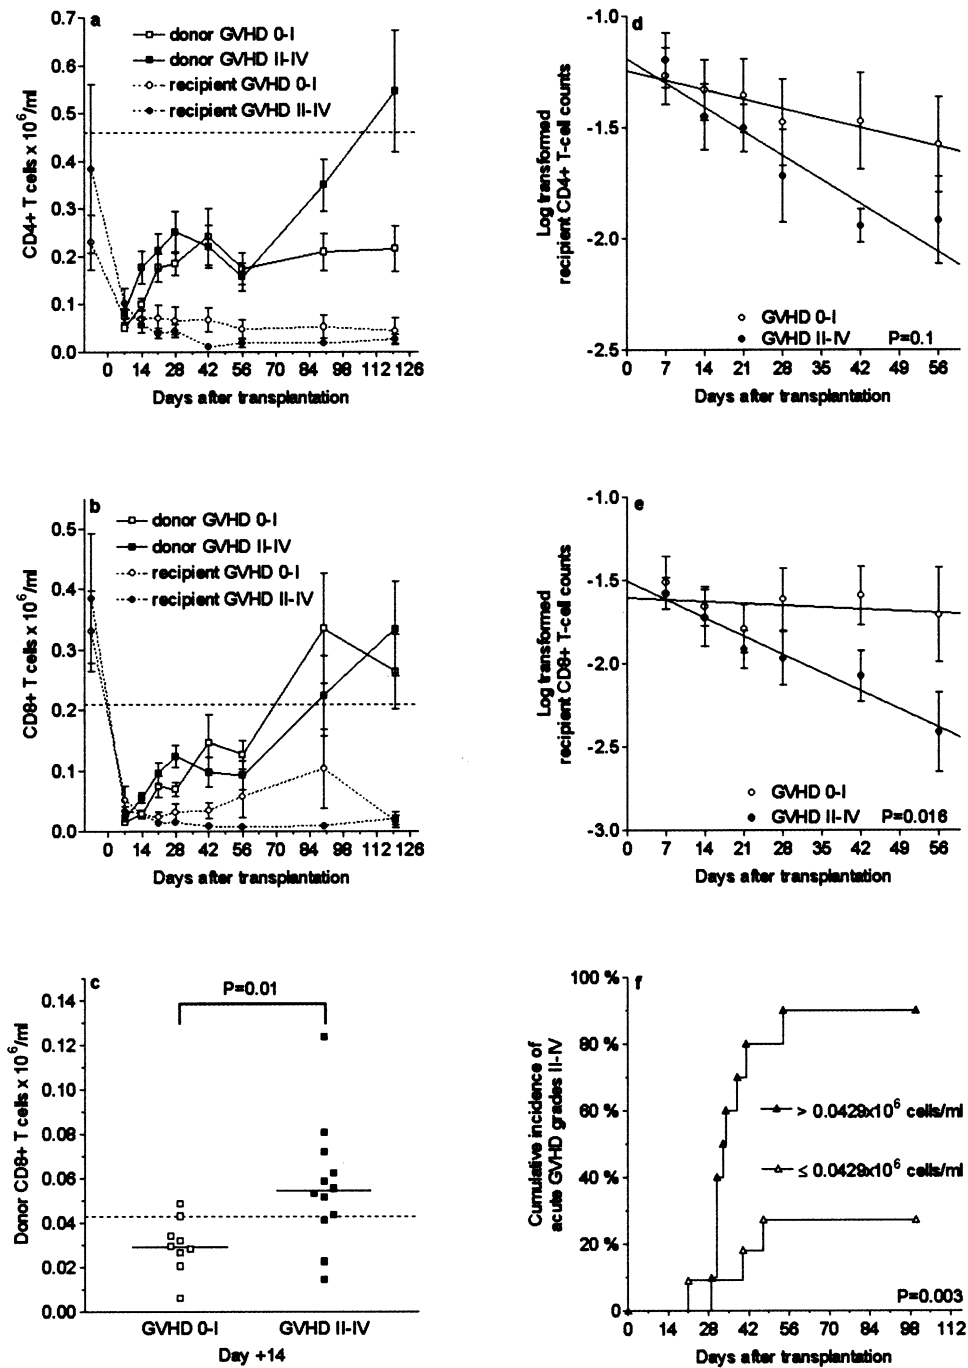 a
donor GVHD 0-I
donor GVHD II-IV
recipient GVHD 0-I
recipient GVHD II-IV
0.7
0.6
0.5
0.4
0.3
0.2
0.1
0.0
CD4+ T cells x 10⁶/ml
0 14 28 42 56 70 84 98 112 126
Days after transplantation
d
-1.0
-1.5
-2.0
-2.5
Log transformed
recipient CD4+ T-cell counts
GVHD 0-I
GVHD II-IV P=0.1
0 7 14 21 28 35 42 49 56
Days after transplantation
b
donor GVHD 0-I
donor GVHD II-IV
recipient GVHD 0-I
recipient GVHD II-IV
0.5
0.4
0.3
0.2
0.1
0.0
CD8+ T cells x 10⁶/ml
0 14 28 42 56 70 84 98 112 126
Days after transplantation
e
-1.0
-1.5
-2.0
-2.5
-3.0
Log transformed
recipient CD8+ T-cell counts
GVHD 0-I
GVHD II-IV P=0.016
0 7 14 21 28 35 42 49 56
Days after transplantation
c
P=0.01
0.14
0.12
0.10
0.08
0.06
0.04
0.02
0.00
Donor CD8+ T cells x 10⁶/ml
GVHD 0-I GVHD II-IV
Day +14
f
100 %
80 %
60 %
40 %
20 %
0
Cumulative incidence of
acute GVHD grades II-IV
> 0.0429x10⁶ cells/ml
≤ 0.0429x10⁶ cells/ml
P=0.003
0 14 28 42 56 70 84 98 112
Days after transplantation